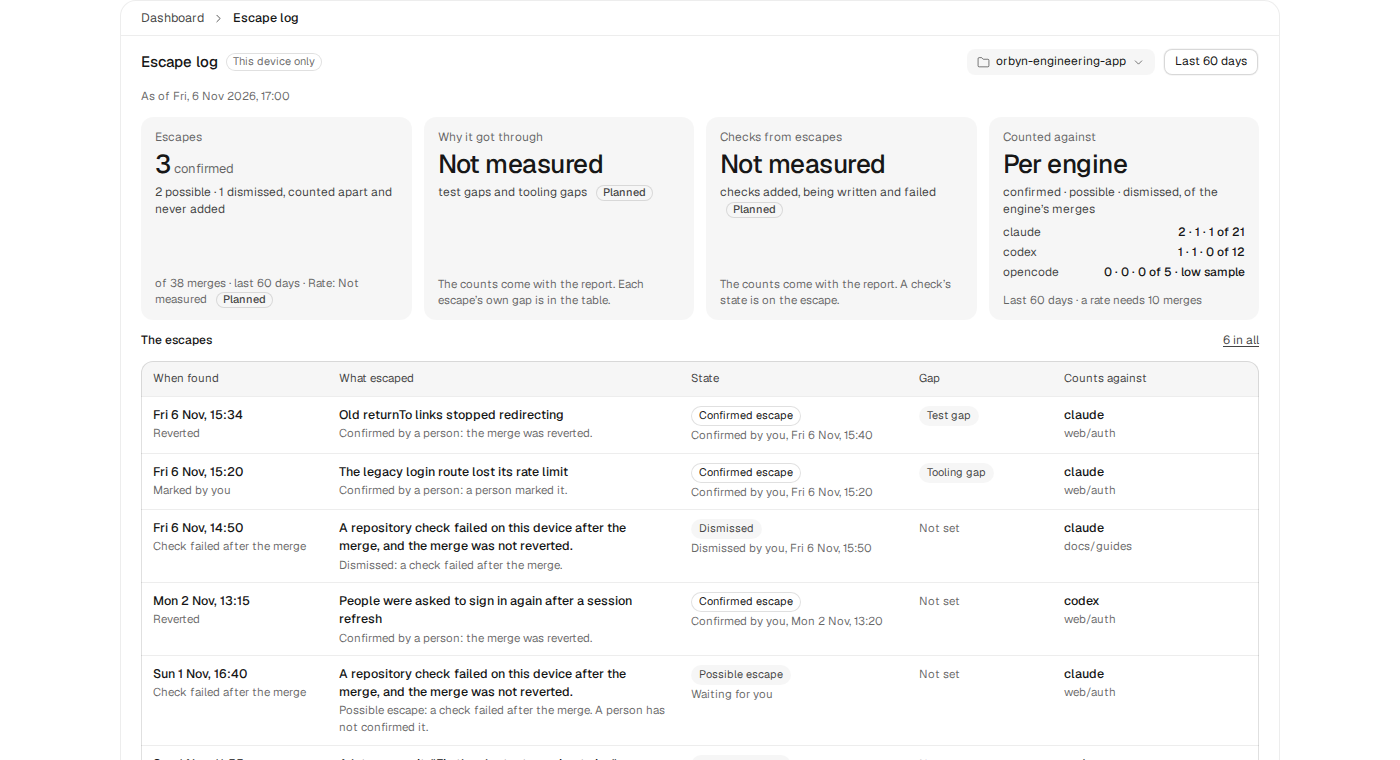 Dashboard > Escape log
Escape log This device only orbyn-engineering-app Last 60 days
As of Fri, 6 Nov 2026, 17:00
Escapes
3 confirmed
2 possible · 1 dismissed, counted apart and
never added
of 38 merges · last 60 days · Rate: Not
measured Planned
Why it got through
Not measured
test gaps and tooling gaps Planned
The counts come with the report. Each
escape's own gap is in the table.
Checks from escapes
Not measured
checks added, being written and failed
Planned
The counts come with the report. A check's
state is on the escape.
Counted against
Per engine
confirmed · possible · dismissed, of the
engine's merges
claude 2 · 1 · 1 of 21
codex 1 · 1 · 0 of 12
opencode 0 · 0 · 0 of 5 · low sample
Last 60 days · a rate needs 10 merges
The escapes 6 in all
When found What escaped State Gap Counts against
Fri 6 Nov, 15:34 Old returnTo links stopped redirecting Confirmed escape Test gap claude
Reverted Confirmed by a person: the merge was reverted. Confirmed by you, Fri 6 Nov, 15:40 web/auth
Fri 6 Nov, 15:20 The legacy login route lost its rate limit Confirmed escape Tooling gap claude
Marked by you Confirmed by a person: a person marked it. Confirmed by you, Fri 6 Nov, 15:20 web/auth
Fri 6 Nov, 14:50 A repository check failed on this device after the Dismissed Not set claude
Check failed after the merge merge, and the merge was not reverted. Dismissed by you, Fri 6 Nov, 15:50 docs/guides
Dismissed: a check failed after the merge.
Mon 2 Nov, 13:15 People were asked to sign in again after a session Confirmed escape Not set codex
Reverted refresh Confirmed by you, Mon 2 Nov, 13:20 web/auth
Confirmed by a person: the merge was reverted.
Sun 1 Nov, 16:40 A repository check failed on this device after the Possible escape Not set claude
Check failed after the merge merge, and the merge was not reverted. Waiting for you web/auth
Possible escape: a check failed after the merge. A person has
not confirmed it.